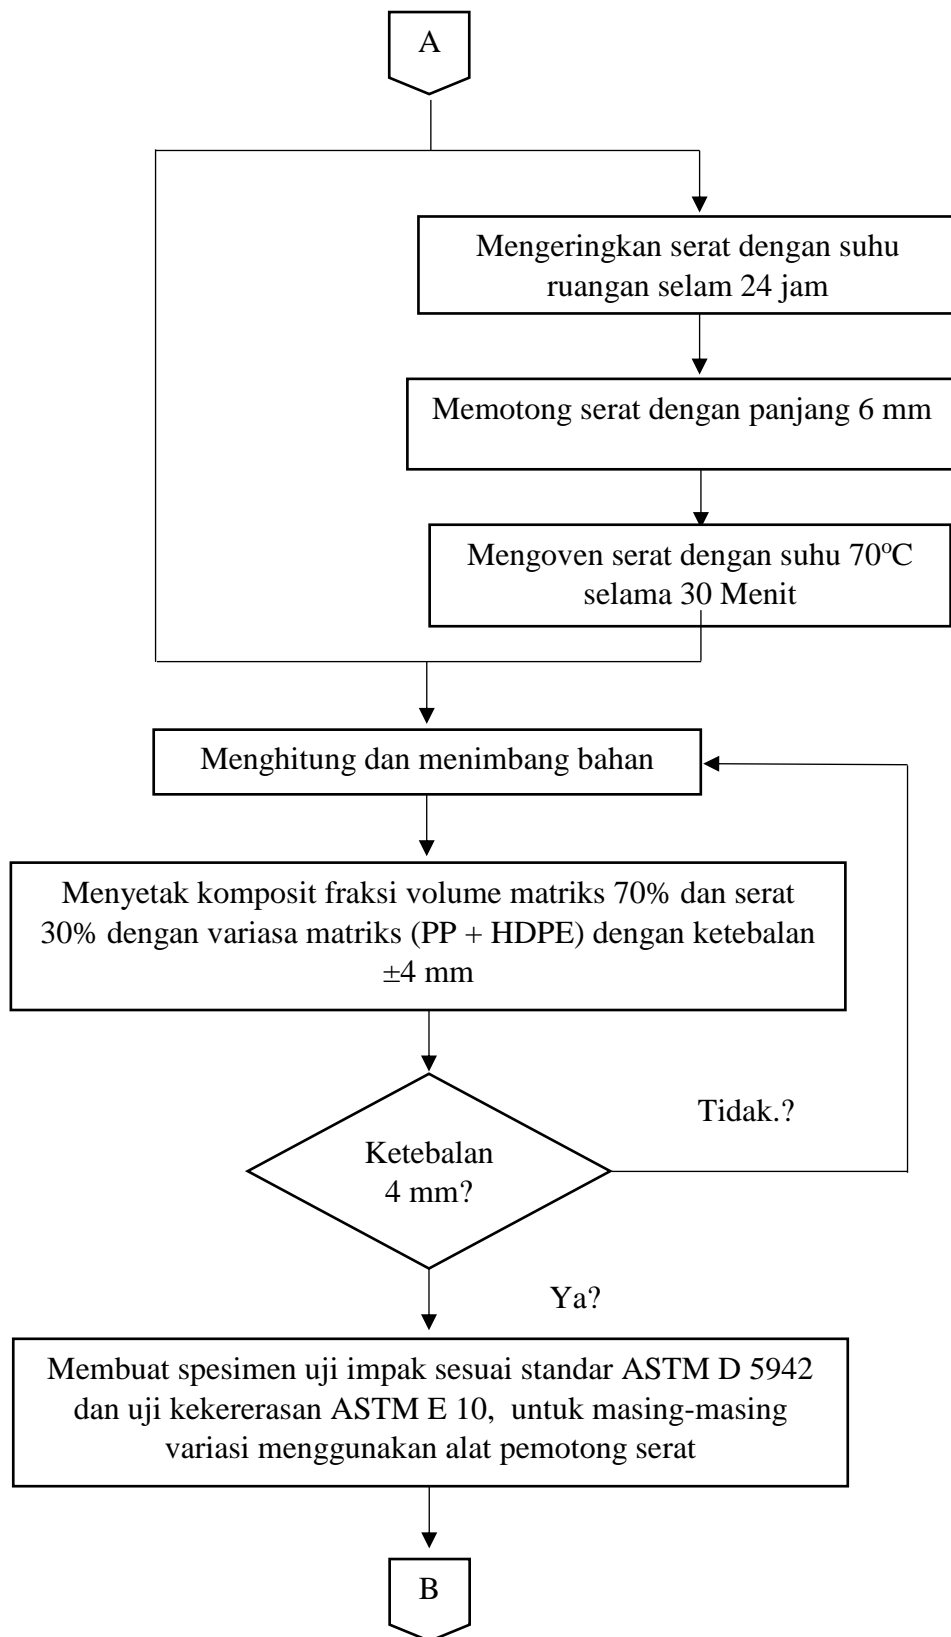 A
Mengeringkan serat dengan suhu
ruangan selam 24 jam
Memotong serat dengan panjang 6 mm
Mengoven serat dengan suhu 70°C
selama 30 Menit
Menghitung dan menimbang bahan
Menyetak komposit fraksi volume matriks 70% dan serat
30% dengan variasa matriks (PP + HDPE) dengan ketebalan
±4 mm
Tidak.?
Ketebalan
4 mm?
Ya?
Membuat spesimen uji impak sesuai standar ASTM D 5942
dan uji kekererasan ASTM E 10, untuk masing-masing
variasi menggunakan alat pemotong serat
B